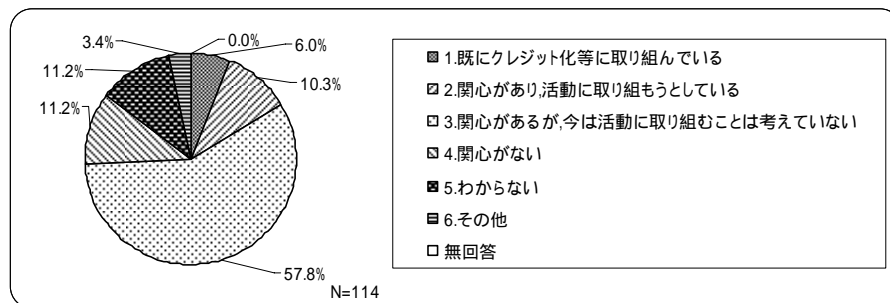 3.4%
0.0%
6.0%
10.3%
11.2%
11.2%
57.8%
N=114
1.既にクレジット化等に取り組んでいる
2.関心があり,活動に取り組もうとしている
3.関心があるが,今は活動に取り組むことは考えていない
4.関心がない
5.わからない
6.その他
無回答